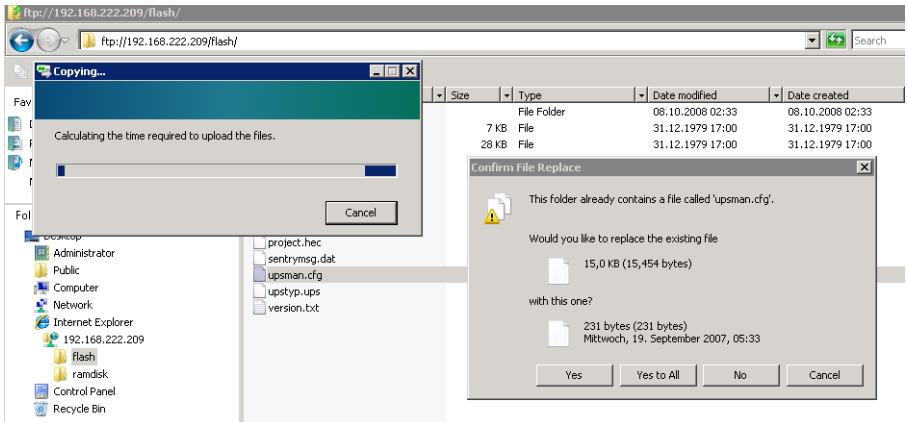 ftp://192.168.222.209/flash/
ftp://192.168.222.209/flash/
Search
Copying...
Calculating the time required to upload the files.
Cancel
Fav
Fol
Size Type Date modified Date created
File Folder 08.10.2008 02:33 08.10.2008 02:33
7 KB File 31.12.1979 17:00 31.12.1979 17:00
28 KB File 31.12.1979 17:00 31.12.1979 17:00
Confirm File Replace
This folder already contains a file called 'upsman.cfg'.
Would you like to replace the existing file
15,0 KB (15,454 bytes)
with this one?
231 bytes (231 bytes)
Mittwoch, 19. September 2007, 05:33
Yes Yes to All No Cancel
Desktop
Administrator
Public
Computer
Network
Internet Explorer
192.168.222.209
flash
ramdisk
Control Panel
Recycle Bin
project.hec
sentrymsg.dat
upsman.cfg
upstyp.ups
version.txt